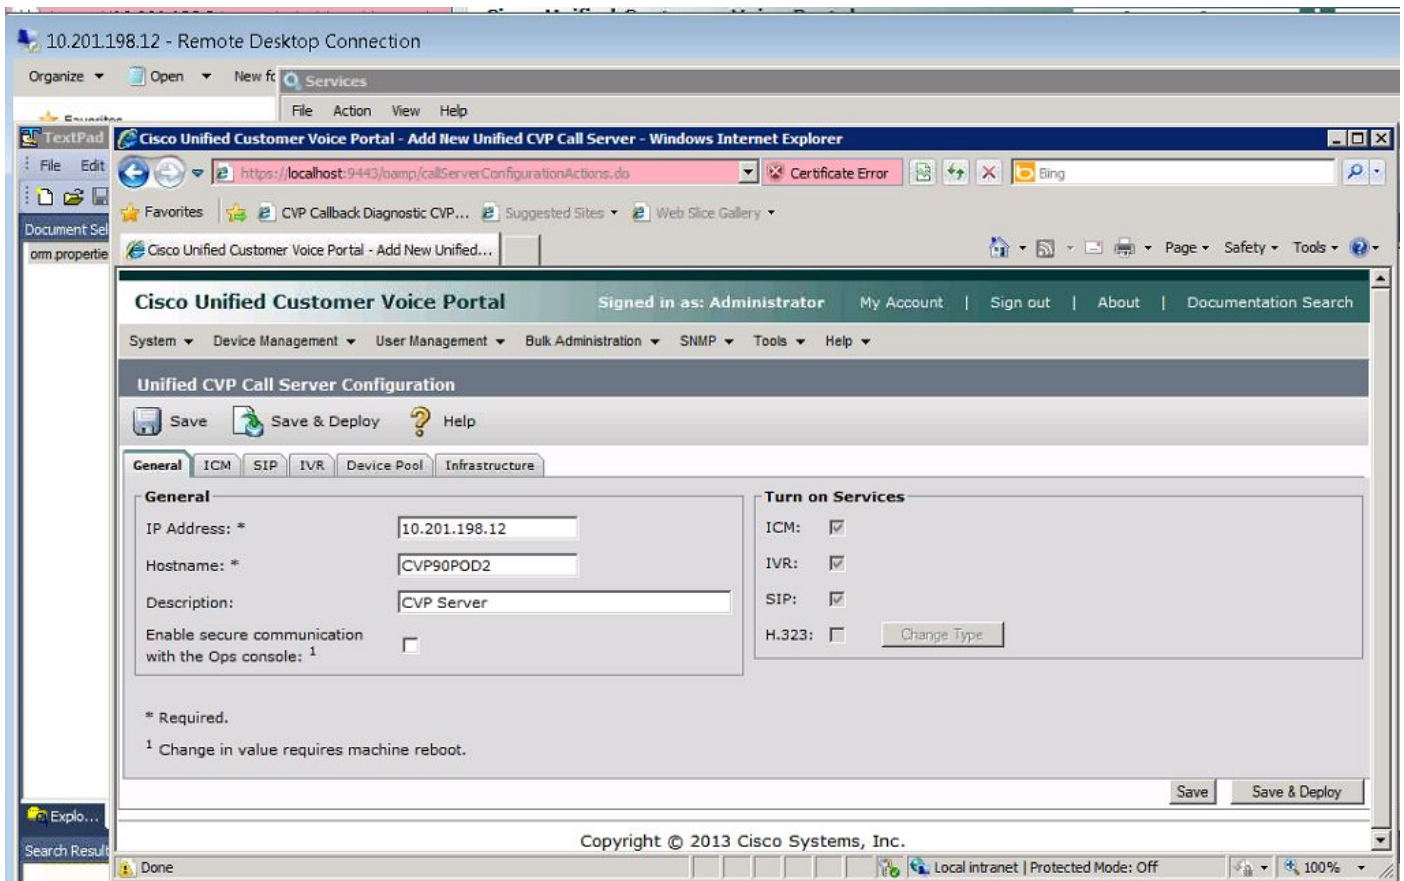 10.201.198.12 - Remote Desktop Connection
Organize Open New fc Services
File Action View Help
TextPad Cisco Unified Customer Voice Portal - Add New Unified CVP Call Server - Windows Internet Explorer
File Edit https://localhost:9443/oamp/callServerConfigurationActions.do Certificate Error Bing
Favorites CVP Callback Diagnostic CVP... Suggested Sites Web Slice Gallery
Document Sel
orm.propertie Cisco Unified Customer Voice Portal - Add New Unified... Page Safety Tools
Cisco Unified Customer Voice Portal Signed in as: Administrator My Account | Sign out | About | Documentation Search
System Device Management User Management Bulk Administration SNMP Tools Help
Unified CVP Call Server Configuration
Save Save & Deploy Help
General ICM SIP IVR Device Pool Infrastructure
General Turn on Services
IP Address: * 10.201.198.12 ICM:
Hostname: * CVP90POD2 IVR:
Description: CVP Server SIP:
Enable secure communication
with the Ops console: 1 H.323: Change Type
* Required.
1 Change in value requires machine reboot.
Save Save & Deploy
Explo...
Copyright © 2013 Cisco Systems, Inc.
Search Result
Done Local intranet | Protected Mode: Off 100%